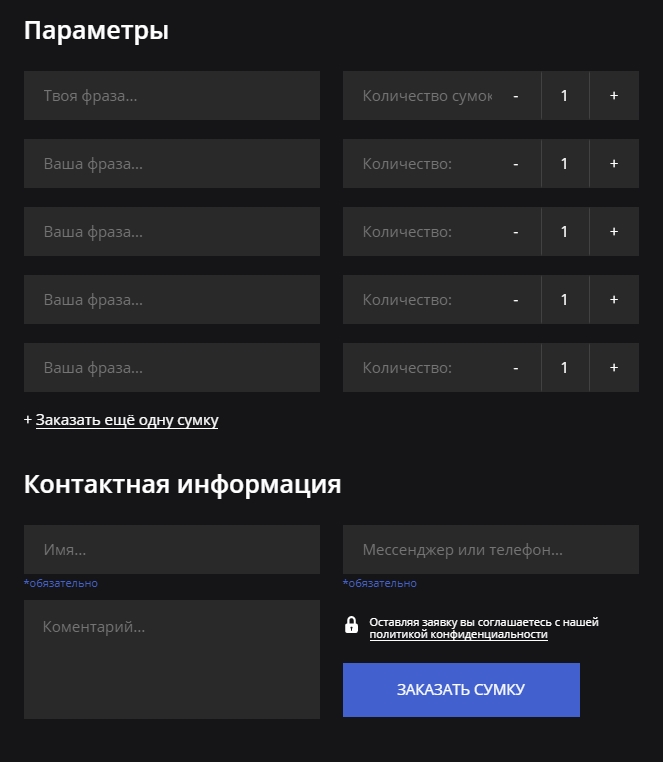 Параметры
Твоя фраза... Количество сумок - 1 +
Ваша фраза... Количество: - 1 +
Ваша фраза... Количество: - 1 +
Ваша фраза... Количество: - 1 +
Ваша фраза... Количество: - 1 +
+ Заказать ещё одну сумку
Контактная информация
Имя... Мессенджер или телефон...
*обязательно *обязательно
Коментарий...
Оставляя заявку вы соглашаетесь с нашей
политикой конфиденциальности
ЗАКАЗАТЬ СУМКУ